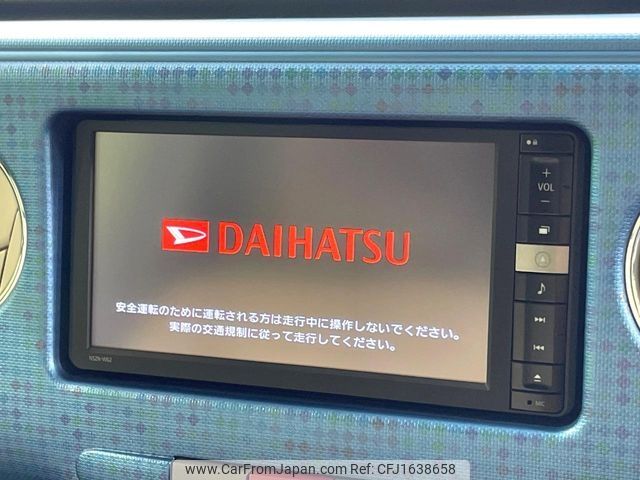 DAIHATSU
安全運転のために運転される方は走行中に操作しないでください。
実際の交通規制に従って走行してください。
NSZN-W62
+
VOL
−
MIC
www.CarFromJapan.com - CFJ1638658